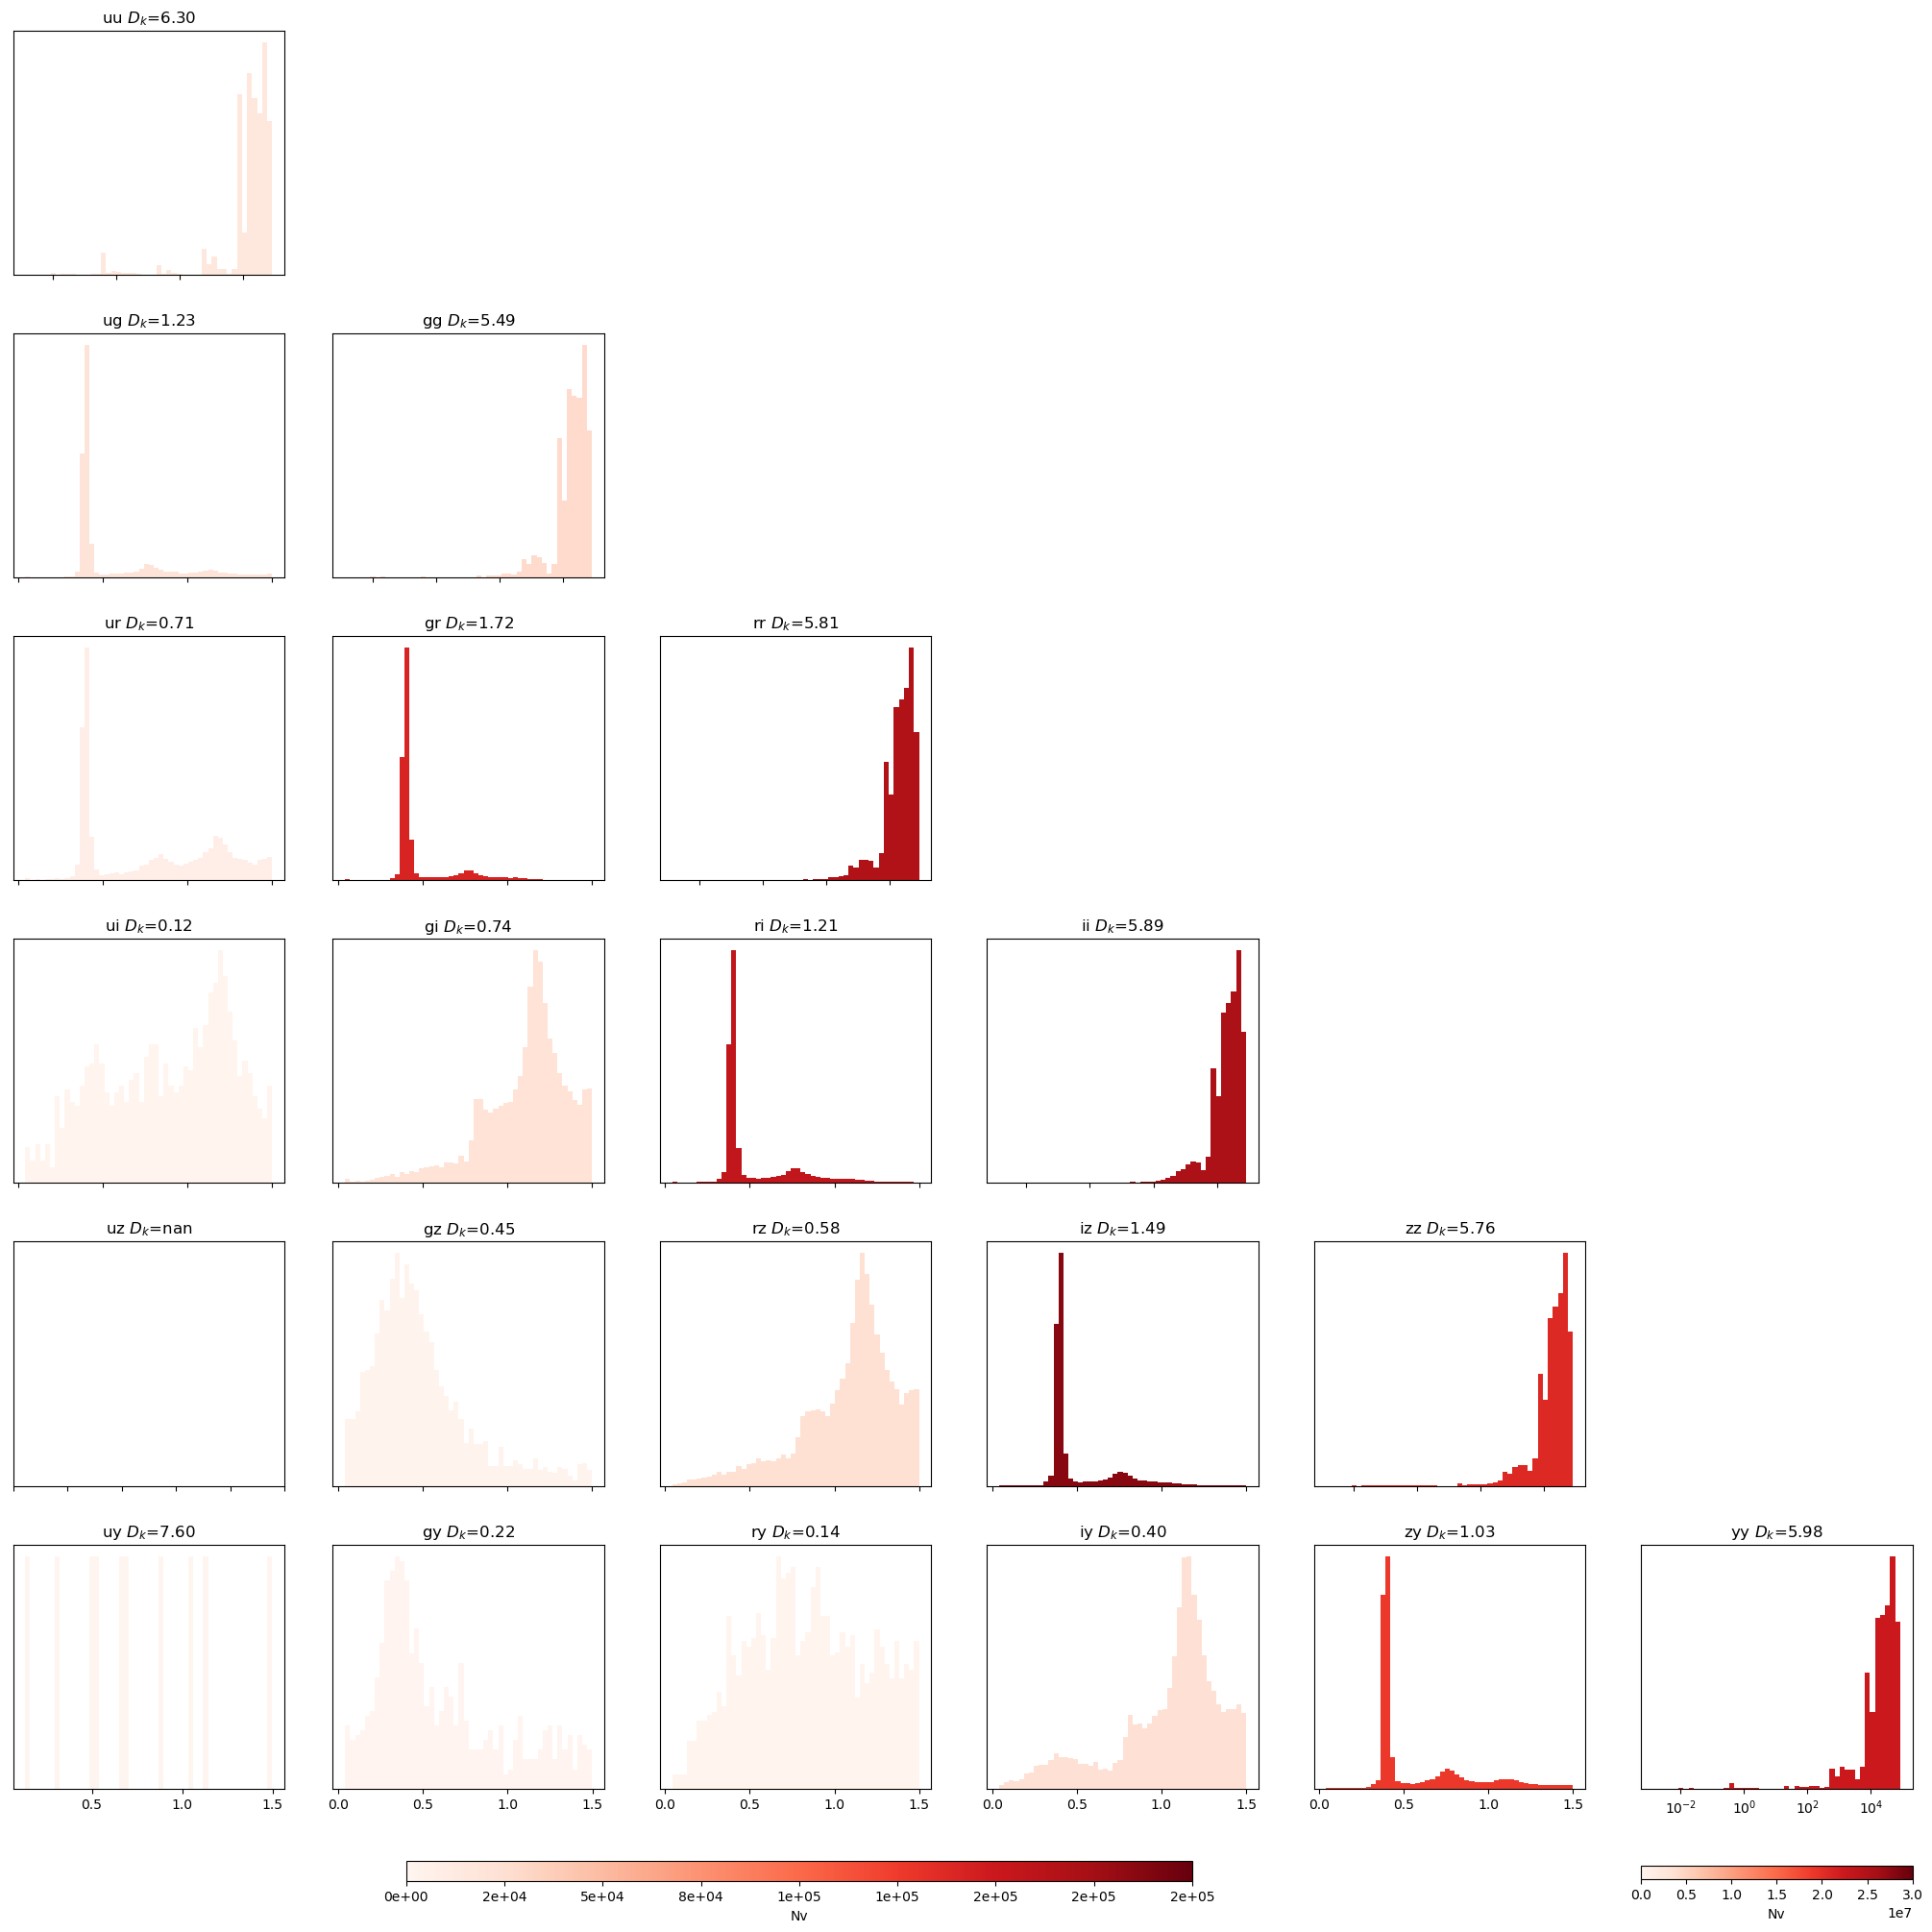 uu D_k=6.30
ug D_k=1.23
gg D_k=5.49
ur D_k=0.71
gr D_k=1.72
rr D_k=5.81
ui D_k=0.12
gi D_k=0.74
ri D_k=1.21
ii D_k=5.89
uz D_k=nan
gz D_k=0.45
rz D_k=0.58
iz D_k=1.49
zz D_k=5.76
uy D_k=7.60
gy D_k=0.22
ry D_k=0.14
iy D_k=0.40
zy D_k=1.03
yy D_k=5.98
0.5 1.0 1.5
0.0 0.5 1.0 1.5
0.0 0.5 1.0 1.5
0.0 0.5 1.0 1.5
0.0 0.5 1.0 1.5
10^-2 10^0 10^2 10^4
0e+00 2e+04 5e+04 8e+04 1e+05 1e+05 2e+05 2e+05 2e+05
Nv
0.0 0.5 1.0 1.5 2.0 2.5 3.0
Nv
1e7